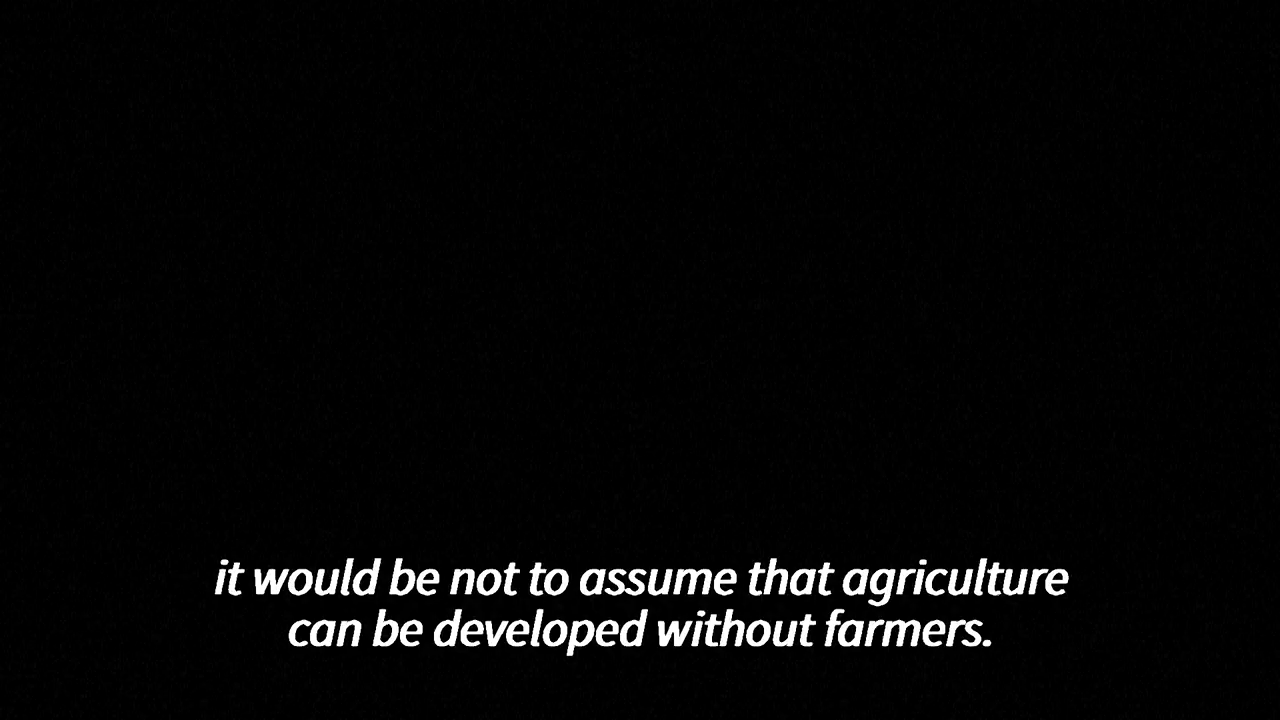 it would be not to assume that agriculture
can be developed without farmers.